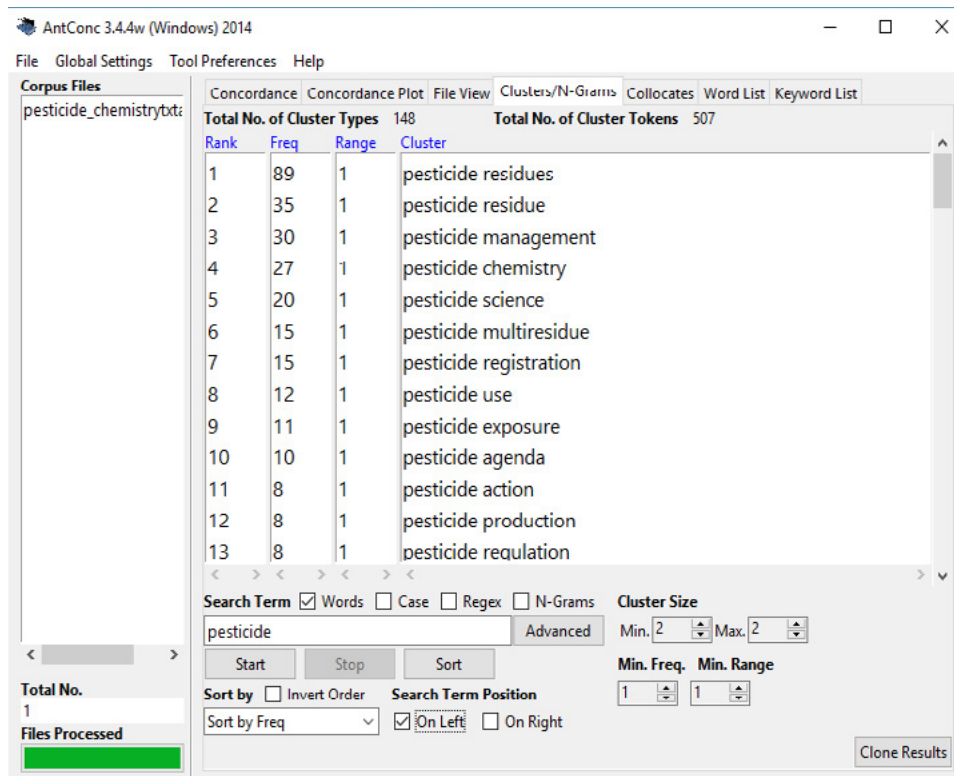 AntConc 3.4.4w (Windows) 2014
File Global Settings Tool Preferences Help
Corpus Files
pesticide_chemistrytxta
Concordance Concordance Plot File View Clusters/N-Grams Collocates Word List Keyword List
Total No. of Cluster Types 148 Total No. of Cluster Tokens 507
Rank Freq Range Cluster
1 89 1 pesticide residues
2 35 1 pesticide residue
3 30 1 pesticide management
4 27 1 pesticide chemistry
5 20 1 pesticide science
6 15 1 pesticide multiresidue
7 15 1 pesticide registration
8 12 1 pesticide use
9 11 1 pesticide exposure
10 10 1 pesticide agenda
11 8 1 pesticide action
12 8 1 pesticide production
13 8 1 pesticide regulation
Search Term Words Case Regex N-Grams Cluster Size
pesticide Advanced Min. 2 Max. 2
Start Stop Sort Min. Freq. Min. Range
Sort by Invert Order Search Term Position 1 1
Sort by Freq On Left On Right
Total No.
1
Files Processed
Clone Results